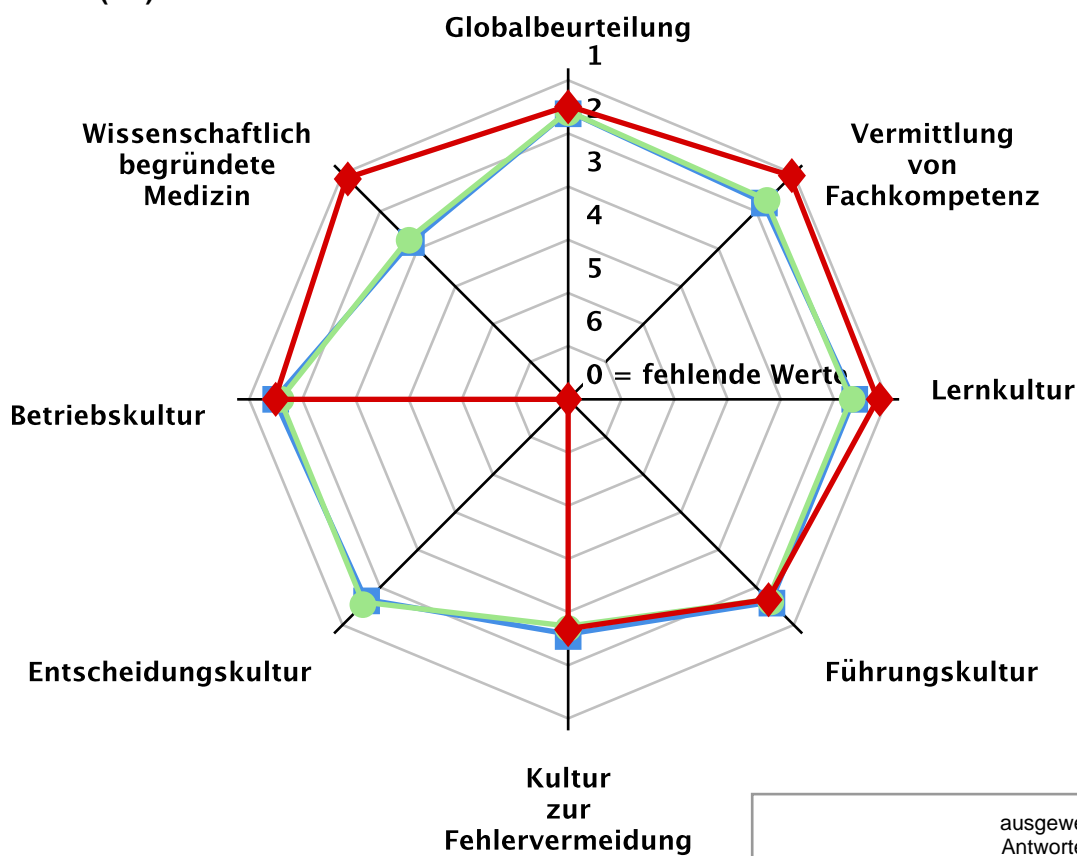 Globalbeurteilung
1
2
3
4
5
6
0 = fehlende Werte
Vermittlung
von
Fachkompetenz
Lernkultur
Führungskultur
Kultur
zur
Fehlervermeidung
Entscheidungskultur
Betriebskultur
Wissenschaftlich
begründete
Medizin